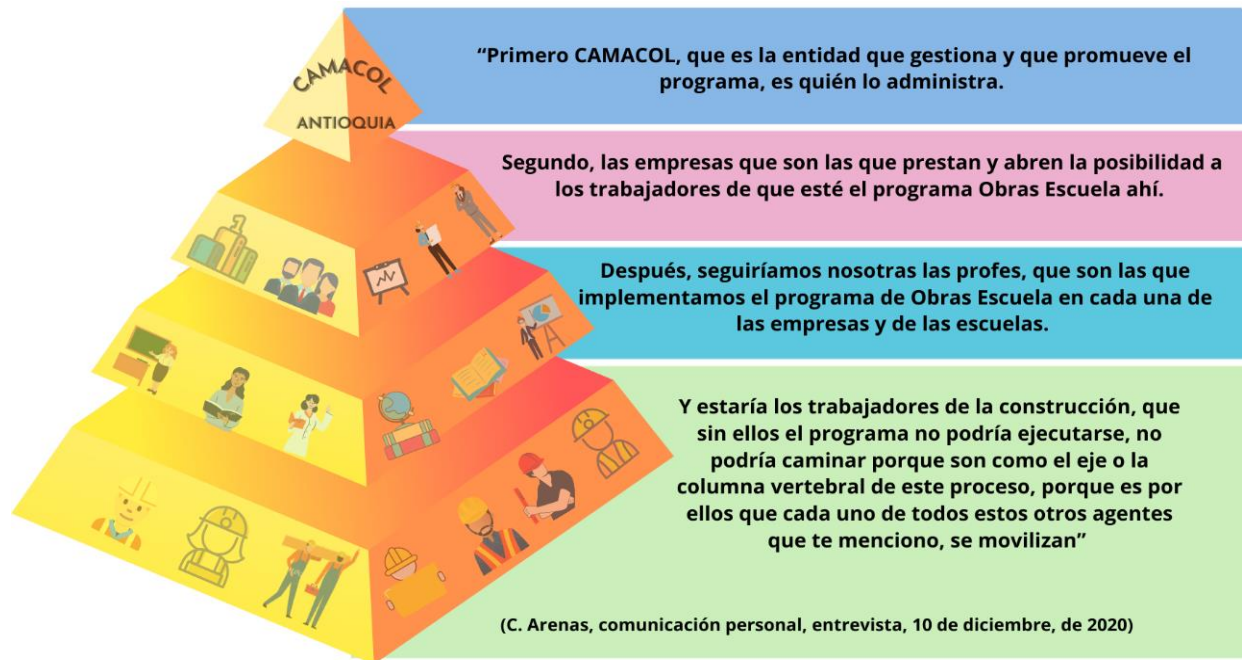 CAMACOL
ANTIOQUIA
“Primero CAMACOL, que es la entidad que gestiona y que promueve el
programa, es quién lo administra.
Segundo, las empresas que son las que prestan y abren la posibilidad a
los trabajadores de que esté el programa Obras Escuela ahí.
1
Después, seguiríamos nosotras las profes, que son las que
implementamos el programa de Obras Escuela en cada una de
las empresas y de las escuelas.
Y estaría los trabajadores de la construcción, que
sin ellos el programa no podría ejecutarse, no
podría caminar porque son como el eje o la
columna vertebral de este proceso, porque es por
ellos que cada uno de todos estos otros agentes
que te menciono, se movilizan”
(C. Arenas, comunicación personal, entrevista, 10 de diciembre, de 2020)